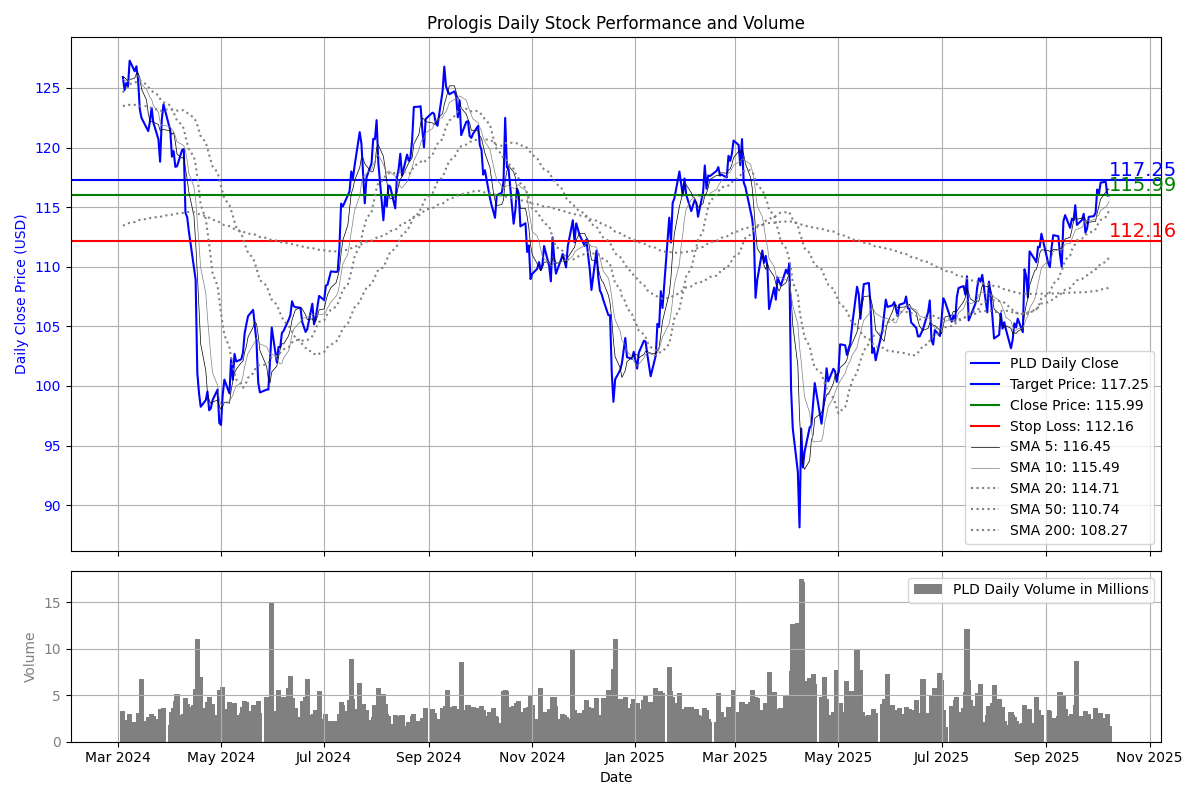 Prologis Daily Stock Performance and Volume
Daily Close Price (USD)
125
120
115
110
105
100
95
90
117.25
115.99
112.16
PLD Daily Close
Target Price: 117.25
Close Price: 115.99
Stop Loss: 112.16
SMA 5: 116.45
SMA 10: 115.49
SMA 20: 114.71
SMA 50: 110.74
SMA 200: 108.27
Volume
15
10
5
0
PLD Daily Volume in Millions
Mar 2024
May 2024
Jul 2024
Sep 2024
Nov 2024
Jan 2025
Mar 2025
May 2025
Jul 2025
Sep 2025
Nov 2025
Date